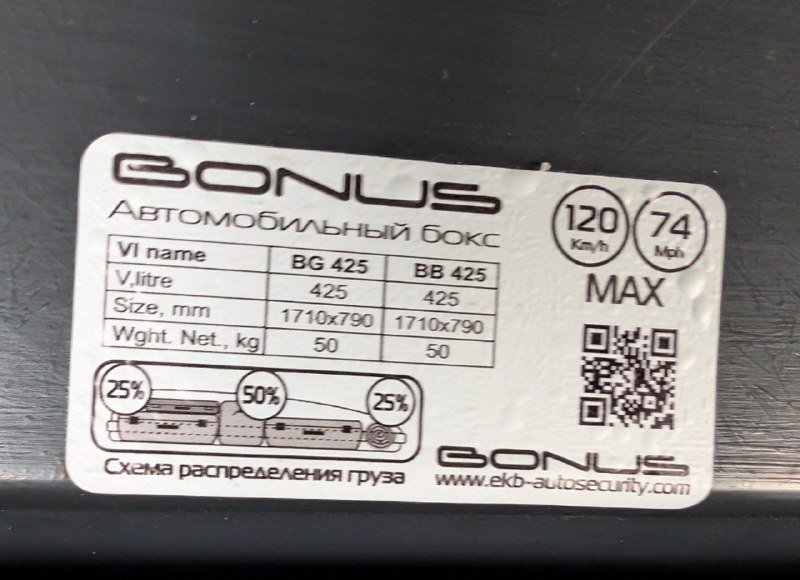 BONUS
Автомобильный бокс
120 Km/h 74 Mph
MAX
VI name BG 425 BB 425
V,litre 425 425
Size, mm 1710x790 1710x790
Wght. Net., kg 50 50
25% 50% 25%
Схема распределения груза
BONUS
www.ekb-autosecurity.com